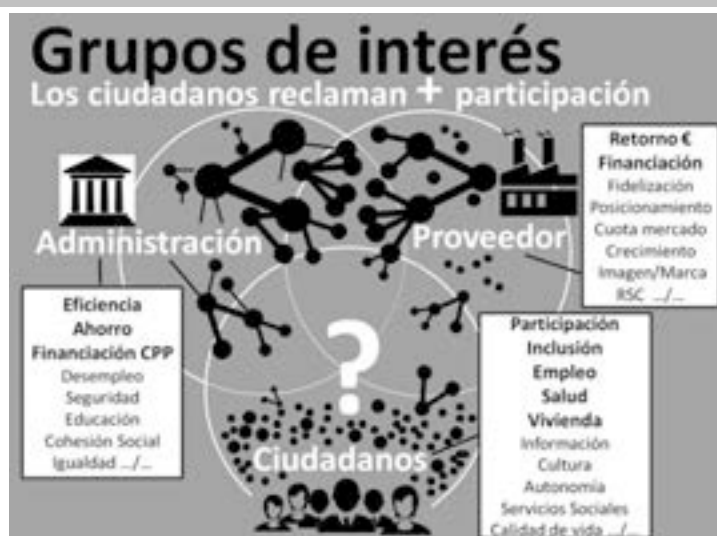 Grupos de interés
Los ciudadanos reclaman + participación
Retorno €
Financiación
Fidelización
Posicionamiento
Cuota mercado
Crecimiento
Imagen/Marca
RSC .../...
Administración
Proveedor
Eficiencia
Ahorro
Financiación CPP
Desempleo
Seguridad
Educación
Cohesión Social
Igualdad .../...
?
Participación
Inclusión
Empleo
Salud
Vivienda
Información
Cultura
Autonomía
Servicios Sociales
Calidad de vida .../...
Ciudadanos